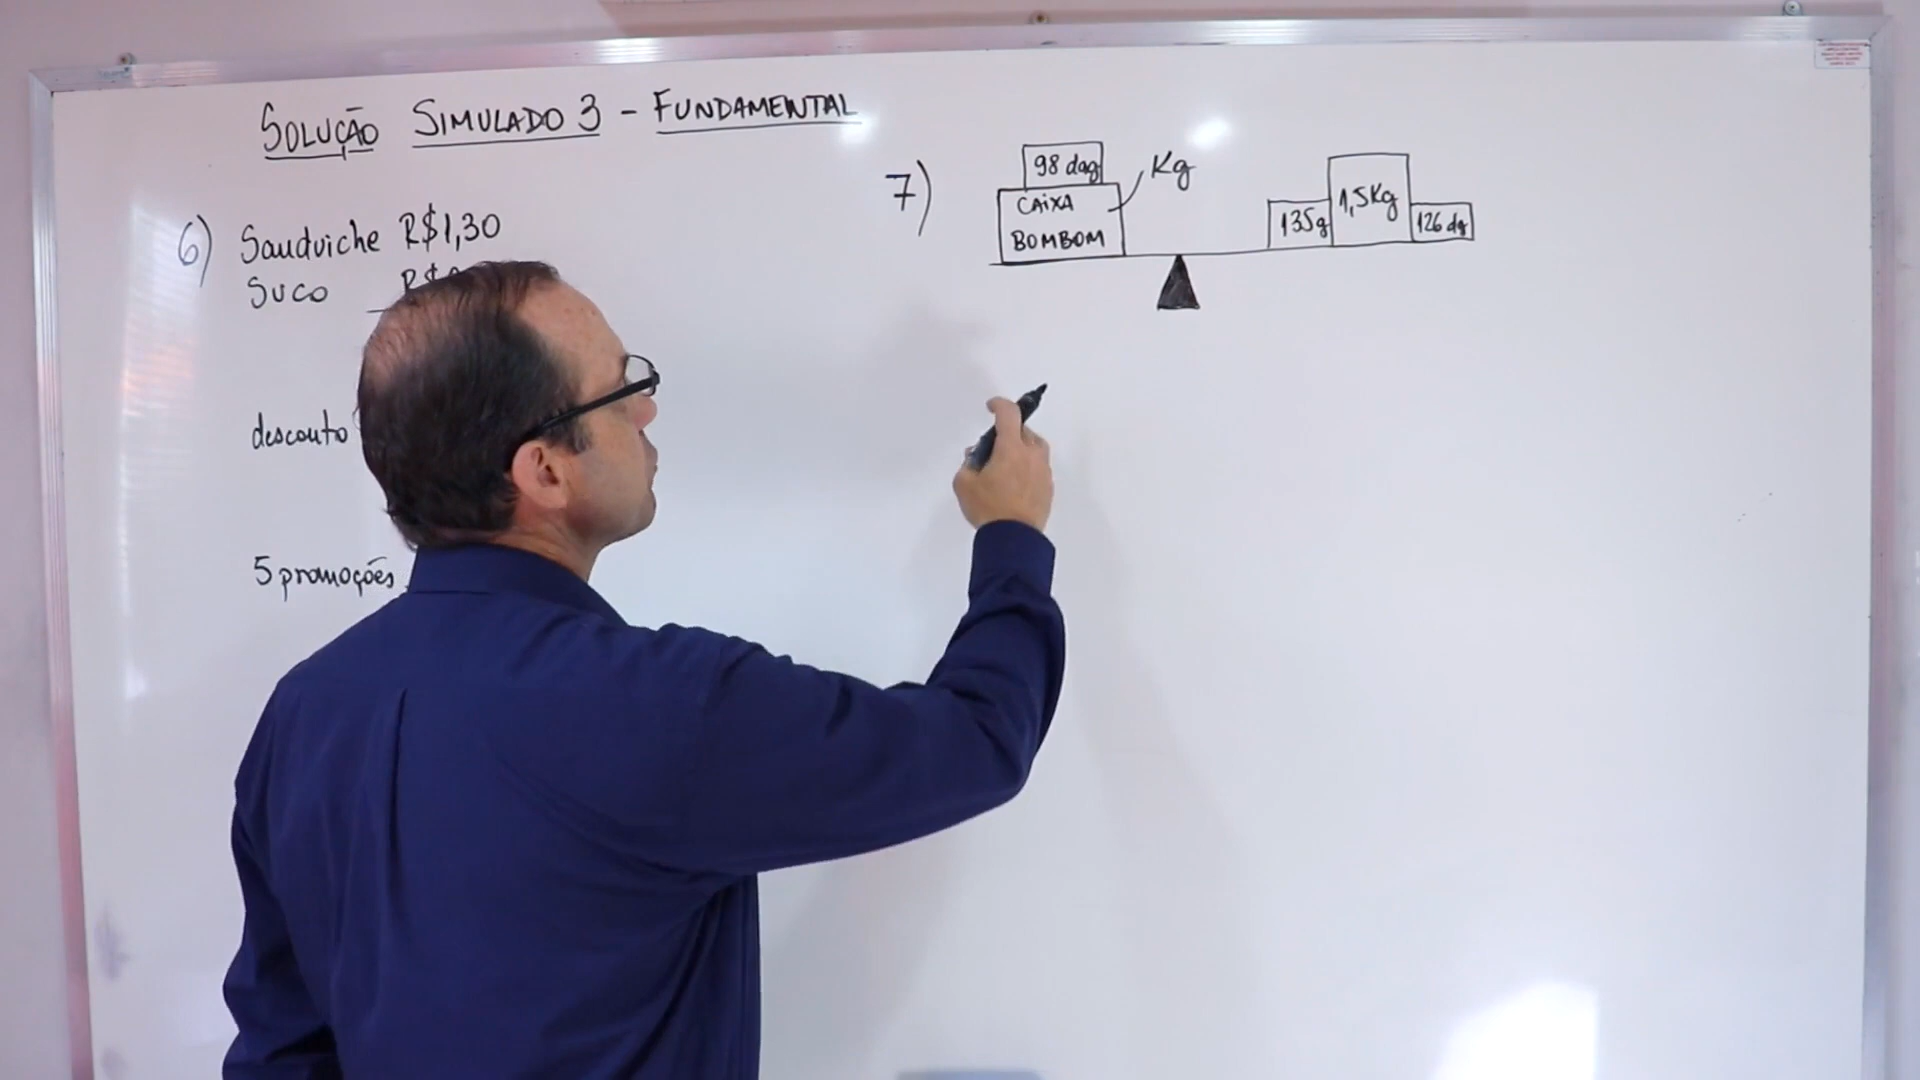 SOLUÇÃO SIMULADO 3 - FUNDAMENTAL
6) Sanduiche R$1,30
Suco R$
desconto
5 promoções
7)
98 dag
Kg
CAIXA
BOMBOM
135g
1,5Kg
126 dg